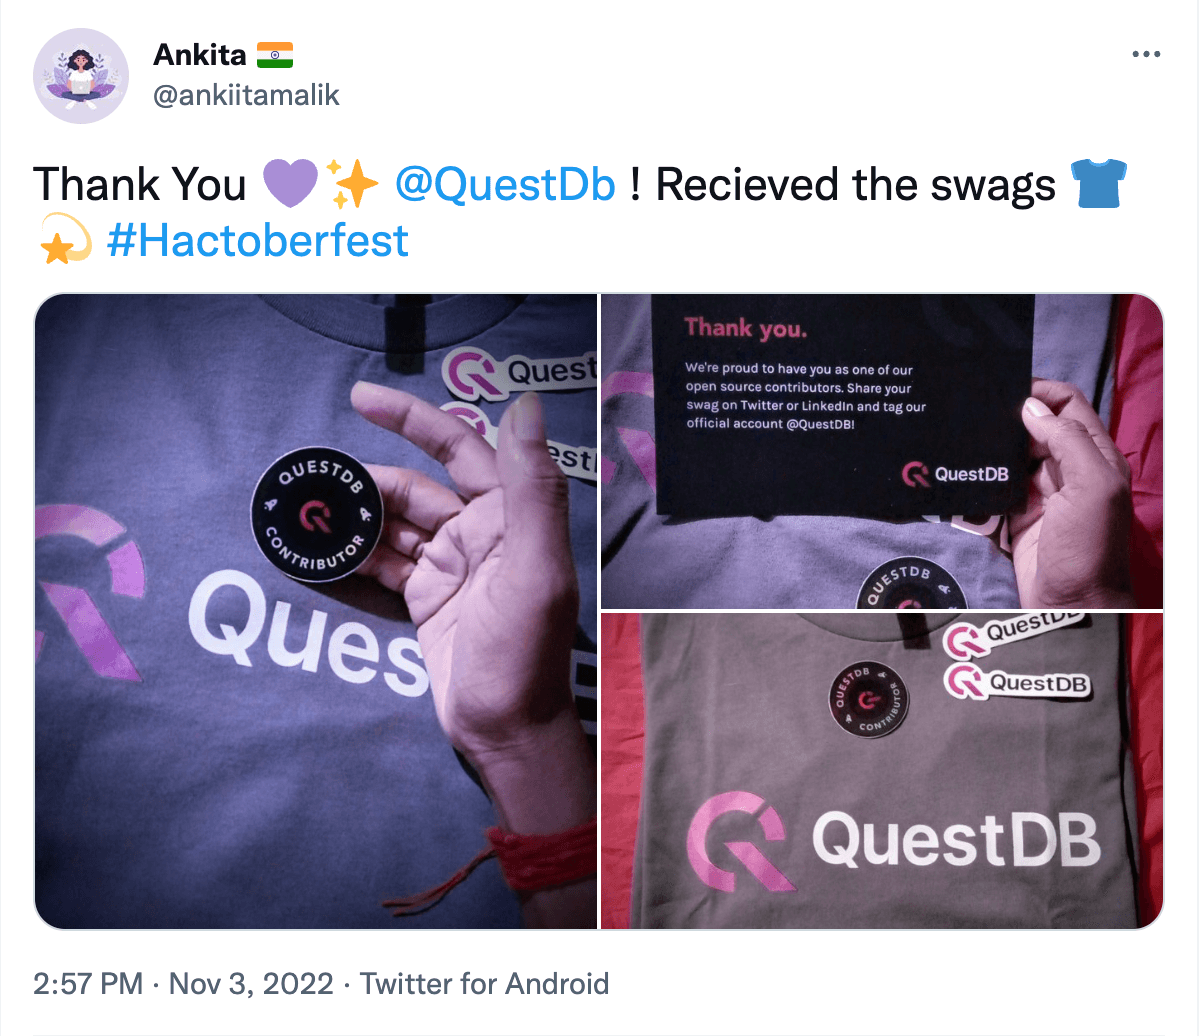 Ankita 🇮🇳
@ankiitamalik
Thank You 💜✨ @QuestDb ! Recieved the swags 👕
💫 #Hactoberfest
Quest
QUESTDB
CONTRIBUTOR
Ques
Thank you.
We're proud to have you as one of our
open source contributors. Share your
swag on Twitter or LinkedIn and tag our
official account @QuestDB!
QuestDB
QUESTDB
QuestDB
QuestDB
QUESTDB
CONTRIBUTOR
QuestDB
2:57 PM · Nov 3, 2022 · Twitter for Android